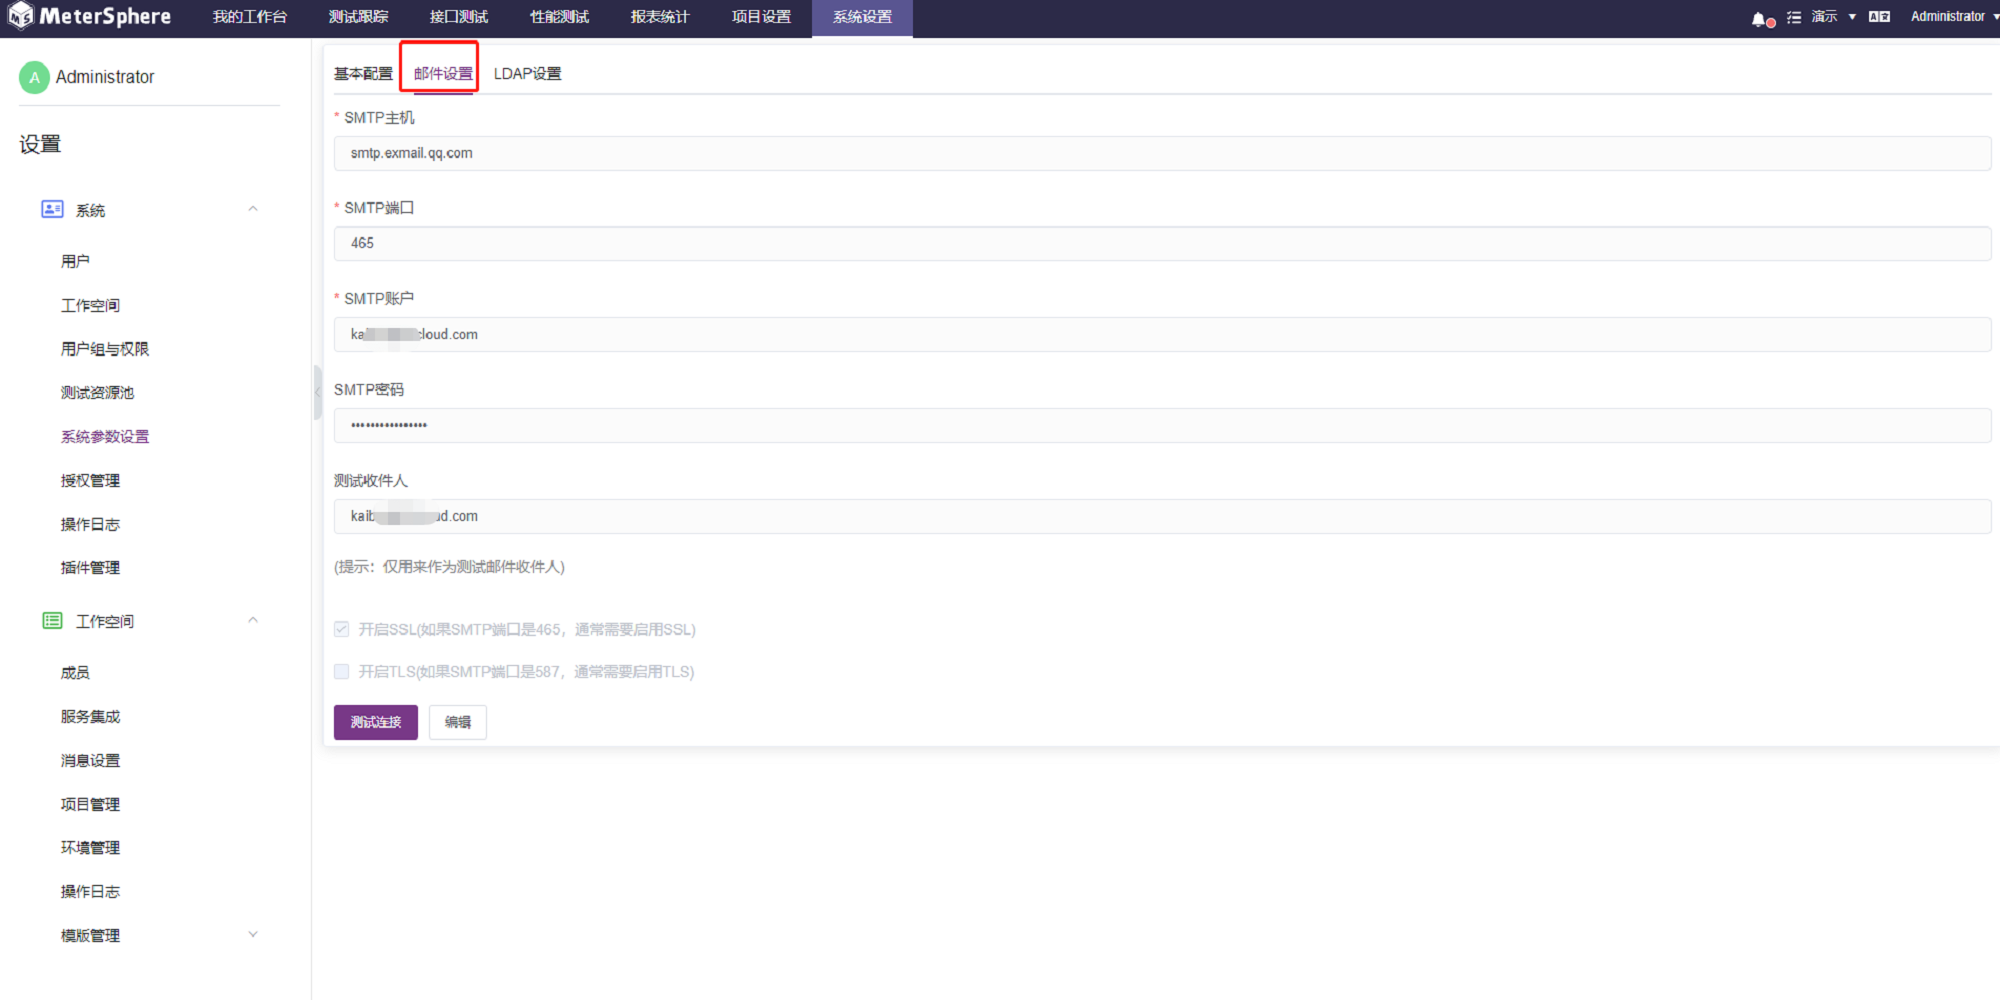 MeterSphere 我的工作台 测试跟踪 接口测试 性能测试 报表统计 项目设置 系统设置 演示 Administrator
A Administrator
设置
系统
用户
工作空间
用户组与权限
测试资源池
系统参数设置
授权管理
操作日志
插件管理
工作空间
成员
服务集成
消息设置
项目管理
环境管理
操作日志
模版管理
基本配置 邮件设置 LDAP设置
* SMTP主机
smtp.exmail.qq.com
* SMTP端口
465
* SMTP账户
cloud.com
SMTP密码
••••••••••••••••
测试收件人
kaib
.com
(提示：仅用来作为测试邮件收件人)
开启SSL(如果SMTP端口是465，通常需要启用SSL)
开启TLS(如果SMTP端口是587，通常需要启用TLS)
测试连接 编辑